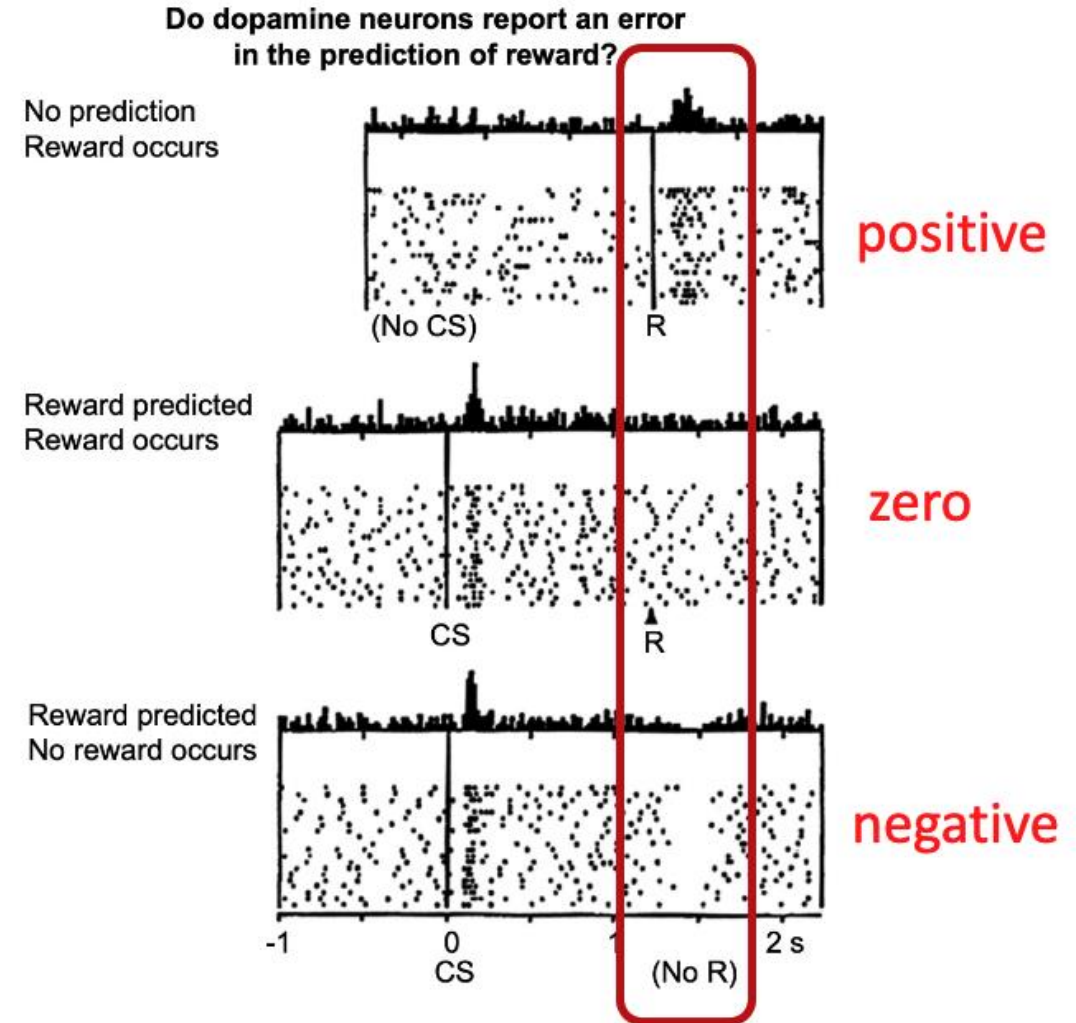 Do dopamine neurons report an error
in the prediction of reward?
No prediction
Reward occurs
positive
(No CS)
R
Reward predicted
Reward occurs
zero
CS
R
Reward predicted
No reward occurs
negative
-1
0
1
2 s
CS
(No R)